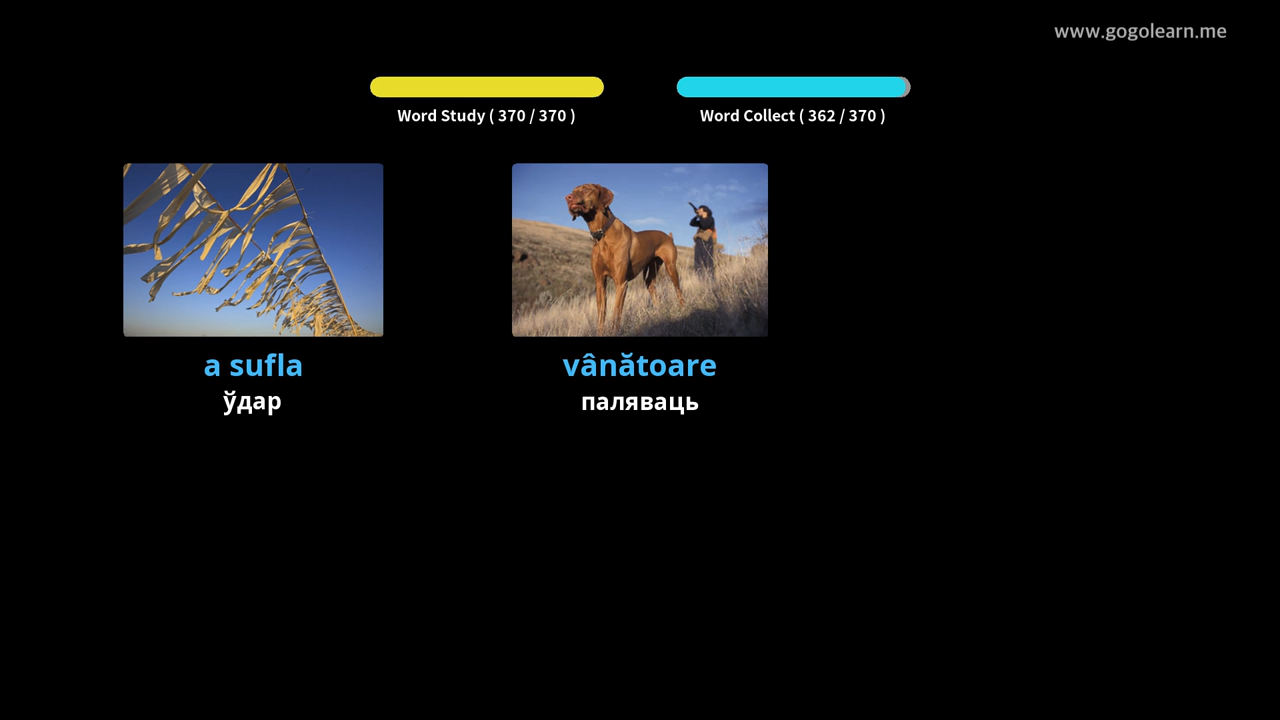 www.gogolearn.me
Word Study ( 370 / 370 )
Word Collect ( 362 / 370 )
a sufla
ўдар
vânătoare
паляваць